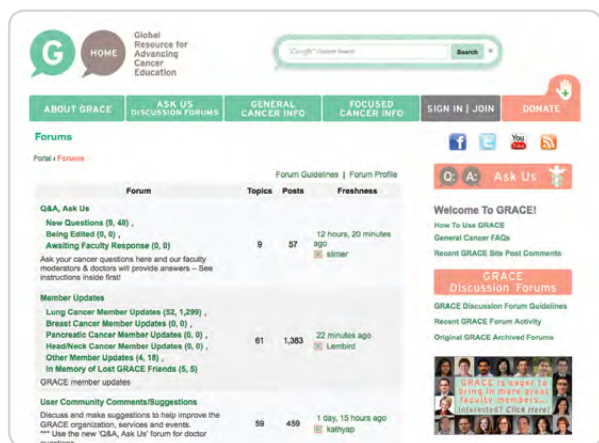 G
HOME
Global
Resource for
Advancing
Cancer
Education
Google Custom Search
Search
×
ABOUT GRACE
ASK US
DISCUSSION FORUMS
GENERAL
CANCER INFO
FOCUSED
CANCER INFO
SIGN IN | JOIN
DONATE
Forums
Portal › Forums
Forum Guidelines | Forum Profile
Forum Topics Posts Freshness
Q&A, Ask Us
New Questions (9, 48) ,
Being Edited (0, 0) ,
Awaiting Faculty Response (0, 0)
Ask your cancer questions here and our faculty
moderators & doctors will provide answers – See
instructions inside first!
9 57 12 hours, 20 minutes
ago
slimer
Member Updates
Lung Cancer Member Updates (52, 1,299) ,
Breast Cancer Member Updates (0, 0) ,
Pancreatic Cancer Member Updates (0, 0) ,
Head/Neck Cancer Member Updates (0, 0) ,
Other Member Updates (4, 18) ,
In Memory of Lost GRACE Friends (5, 5)
GRACE member updates
61 1,383 22 minutes ago
Lembird
User Community Comments/Suggestions
Discuss and make suggestions to help improve the
GRACE organization, services and events.
*** Use the new 'Q&A, Ask Us' forum for doctor
59 459 1 day, 15 hours ago
kathyap
f
You
Tube
Q: A: Ask Us
Welcome To GRACE!
How To Use GRACE
General Cancer FAQs
Recent GRACE Site Post Comments
GRACE
Discussion Forums
GRACE Discussion Forum Guidelines
Recent GRACE Forum Activity
Original GRACE Archived Forums
GRACE is eager to
bring in more great
faculty members...
Interested? Click Here!